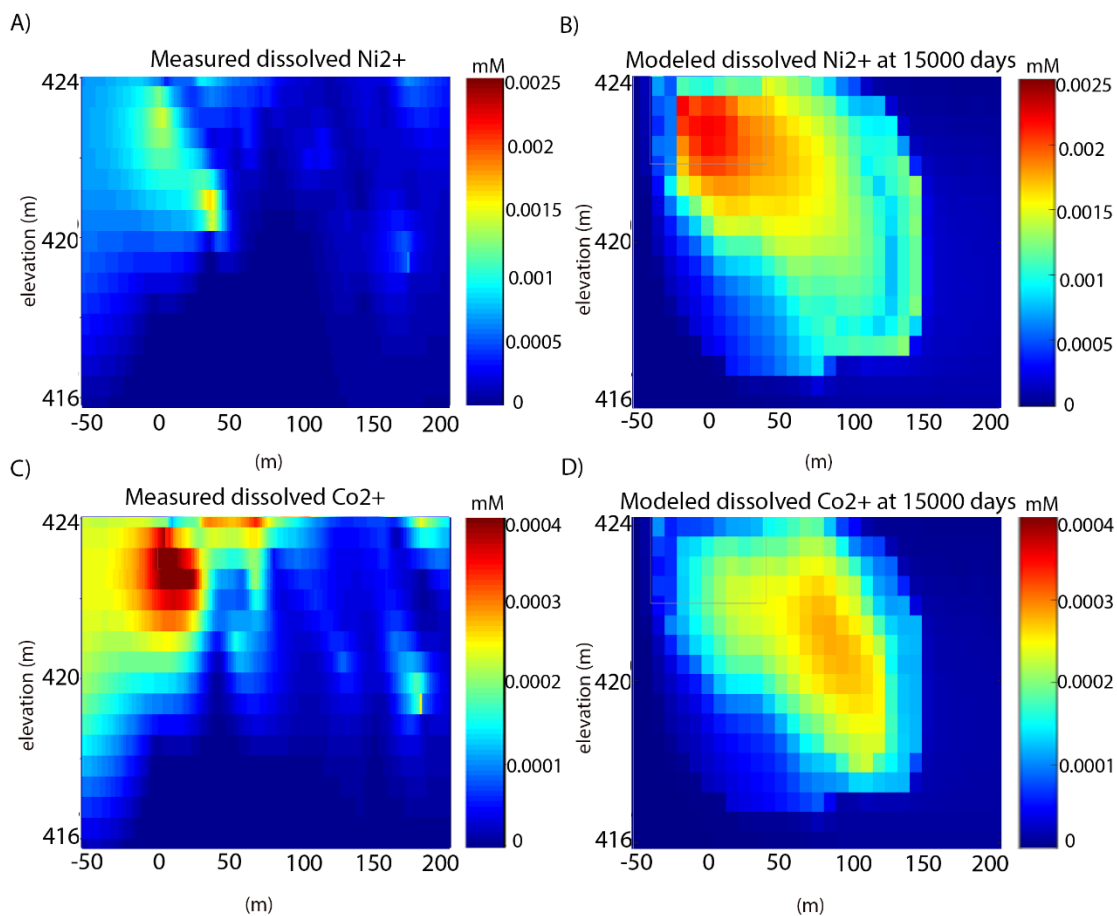 A)
Measured dissolved Ni2+
mM
424
420
416
elevation (m)
-50
0
50
100
150
200
(m)
0.0025
0.002
0.0015
0.001
0.0005
0
B)
Modeled dissolved Ni2+ at 15000 days
mM
424
420
416
elevation (m)
-50
0
50
100
150
200
(m)
0.0025
0.002
0.0015
0.001
0.0005
0
C)
Measured dissolved Co2+
mM
424
420
416
elevation (m)
-50
0
50
100
150
200
(m)
0.0004
0.0003
0.0002
0.0001
0
D)
Modeled dissolved Co2+ at 15000 days
mM
424
420
416
elevation (m)
-50
0
50
100
150
200
(m)
0.0004
0.0003
0.0002
0.0001
0